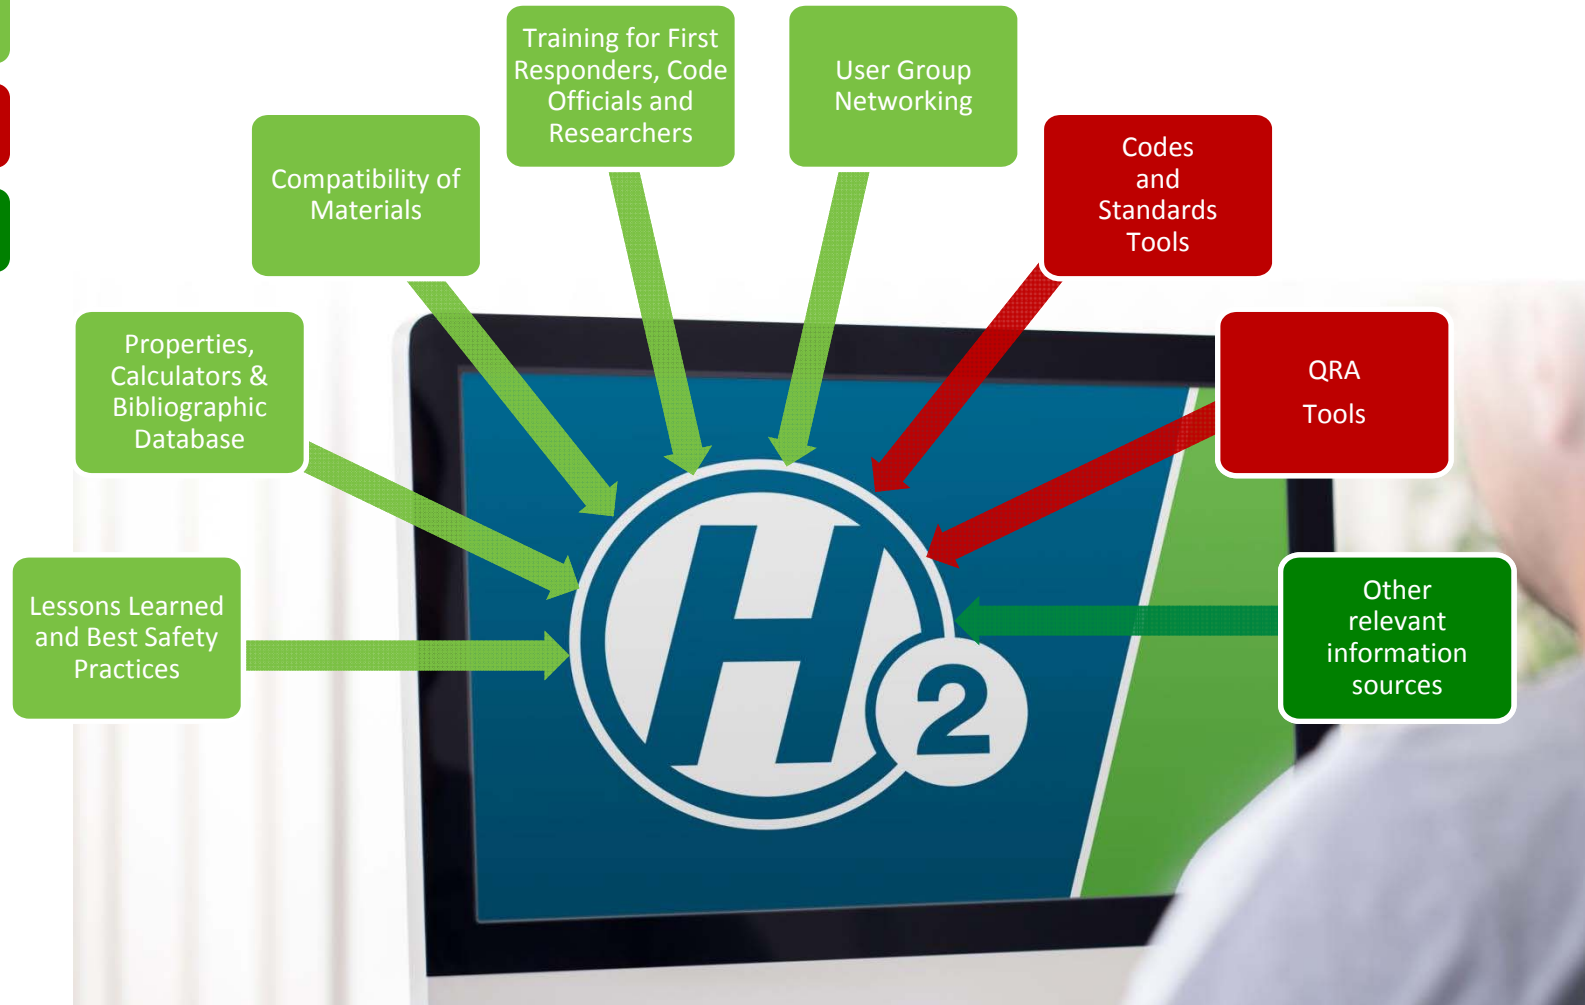 Training for First
Responders, Code
Officials and
Researchers
User Group
Networking
Codes
and
Standards
Tools
Compatibility of
Materials
QRA
Tools
Properties,
Calculators &
Bibliographic
Database
Other
relevant
information
sources
Lessons Learned
and Best Safety
Practices
H2